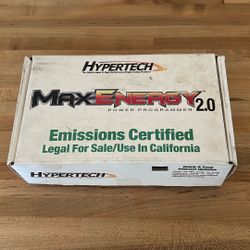 HYPERTECH
MAXENERGY 2.0
POWER PROGRAMMER
Emissions Certified
Legal For Sale/Use In California
HYPERTECH